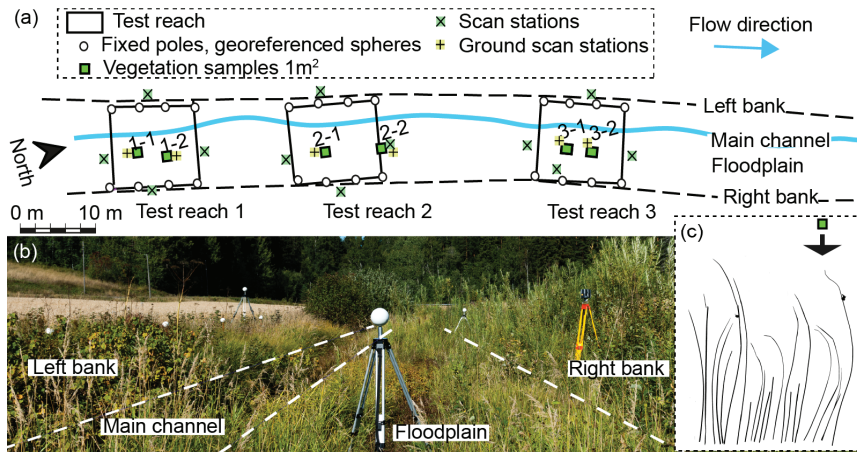 (a)
Test reach
Scan stations
Fixed poles, georeferenced spheres
Ground scan stations
Vegetation samples 1m²
Flow direction
Left bank
1-1
1-2
2-1
2-2
3-1
3-2
Main channel
Floodplain
North
Right bank
0 m 10 m
Test reach 1
Test reach 2
Test reach 3
(b)
Left bank
Right bank
Main channel
Floodplain
(c)